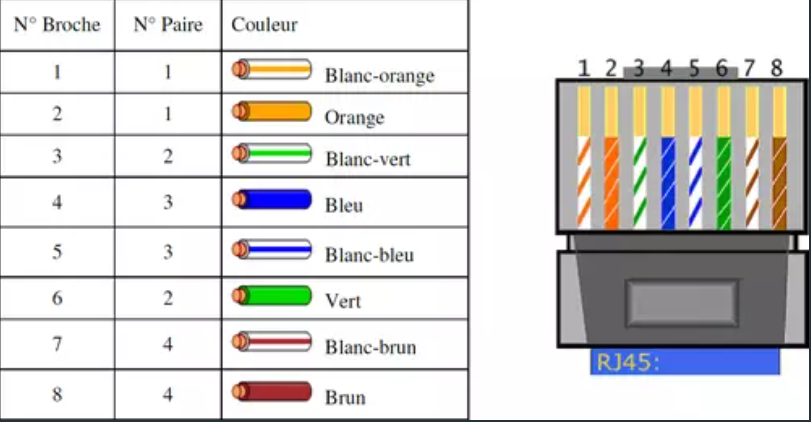 N° Broche N° Paire Couleur
1 1 Blanc-orange
2 1 Orange
3 2 Blanc-vert
4 3 Bleu
5 3 Blanc-bleu
6 2 Vert
7 4 Blanc-brun
8 4 Brun
1 2 3 4 5 6 7 8
RJ45: